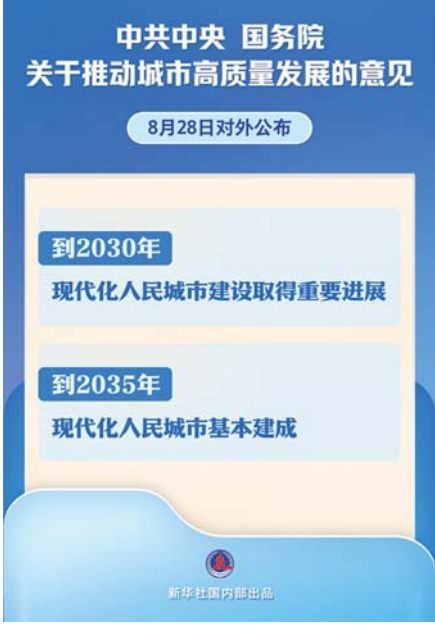 中共中央 国务院
关于推动城市高质量发展的意见
8月28日对外公布
到2030年
现代化人民城市建设取得重要进展
到2035年
现代化人民城市基本建成
新华社国内部出品